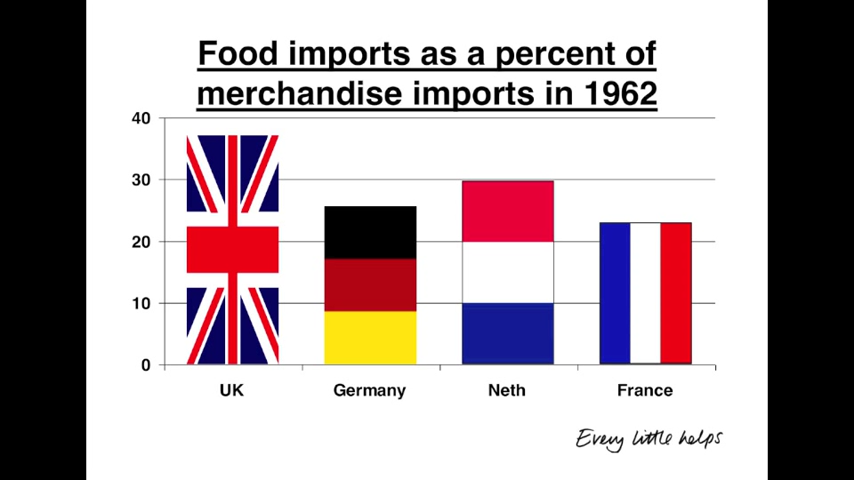 Food imports as a percent of
merchandise imports in 1962
40
30
20
10
0
UK Germany Neth France
Every little helps